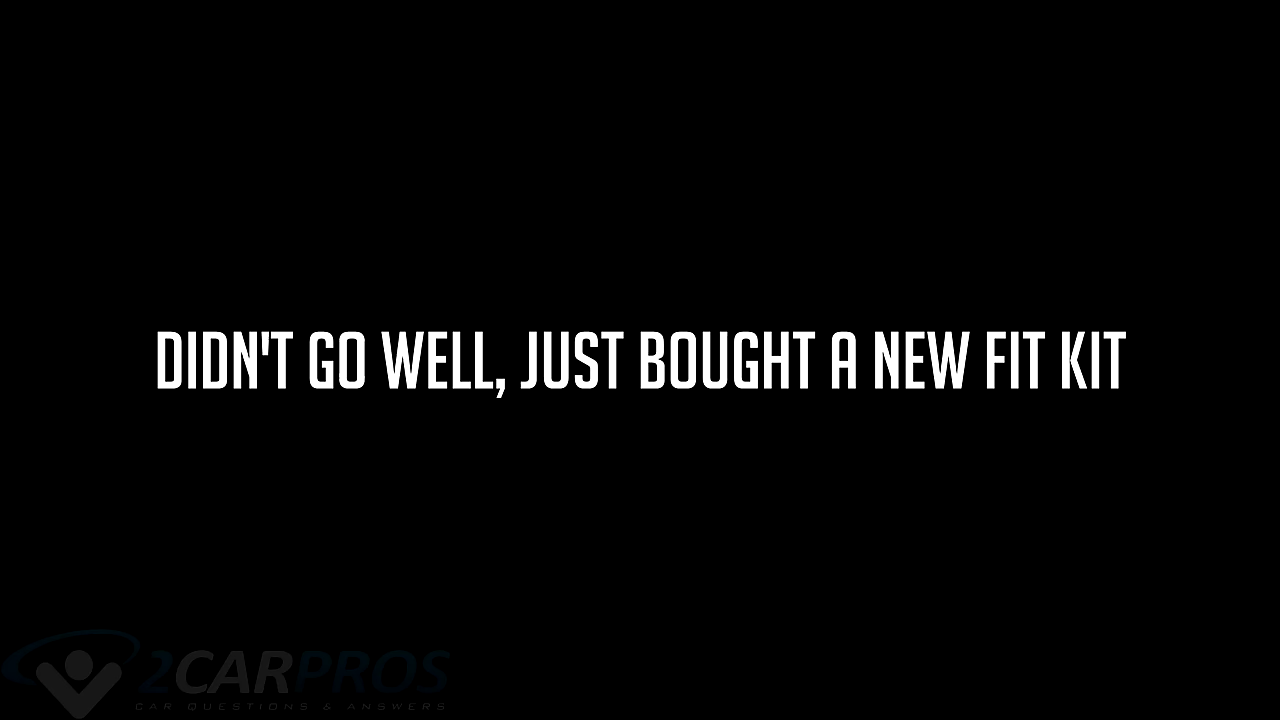 DIDN'T GO WELL, JUST BOUGHT A NEW FIT KIT
2CARPROS
CAR QUESTIONS & ANSWERS